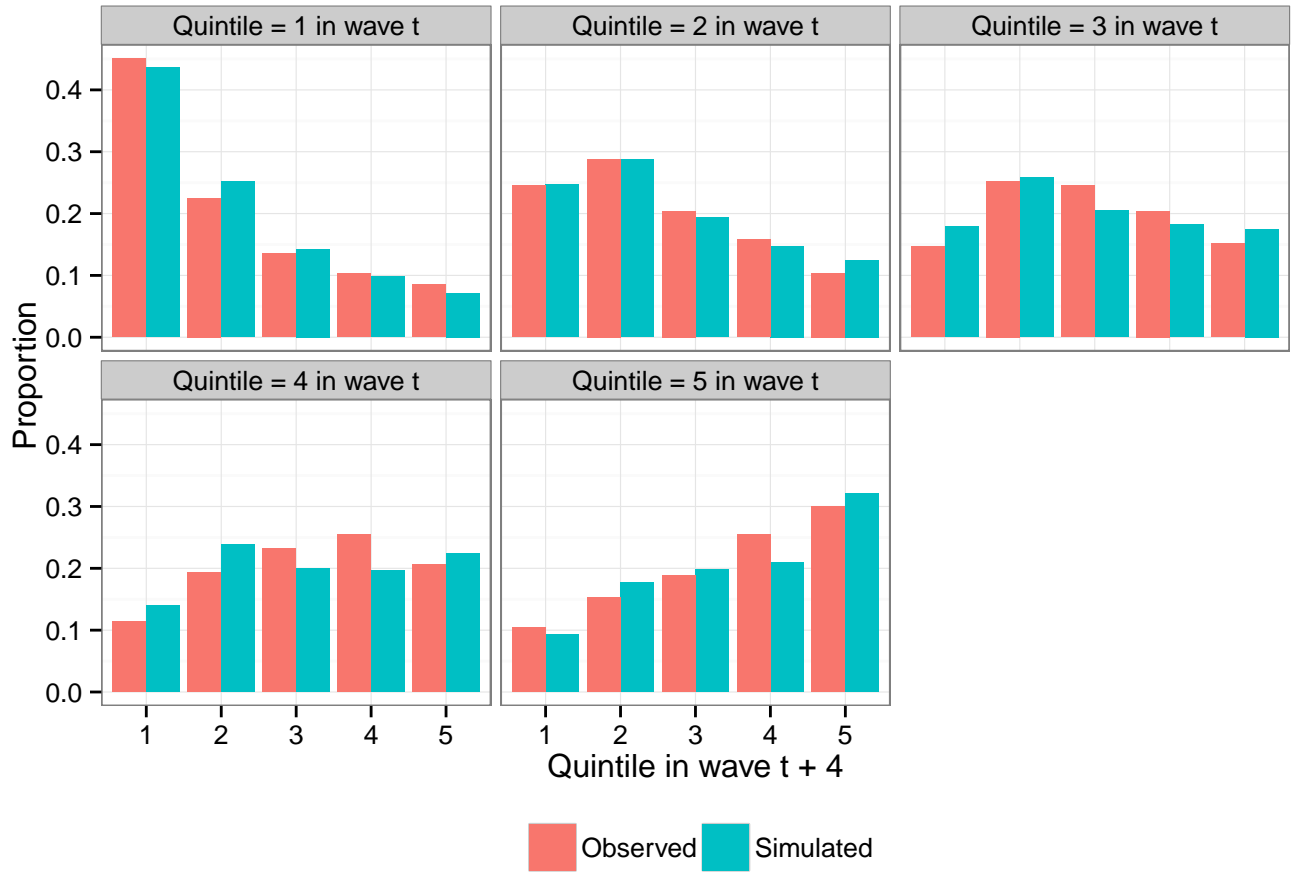 Quintile = 1 in wave t
Quintile = 2 in wave t
Quintile = 3 in wave t
0.4
0.3
0.2
0.1
0.0
Proportion
Quintile = 4 in wave t
Quintile = 5 in wave t
0.4
0.3
0.2
0.1
0.0
1 2 3 4 5
1 2 3 4 5
Quintile in wave t + 4
Observed
Simulated